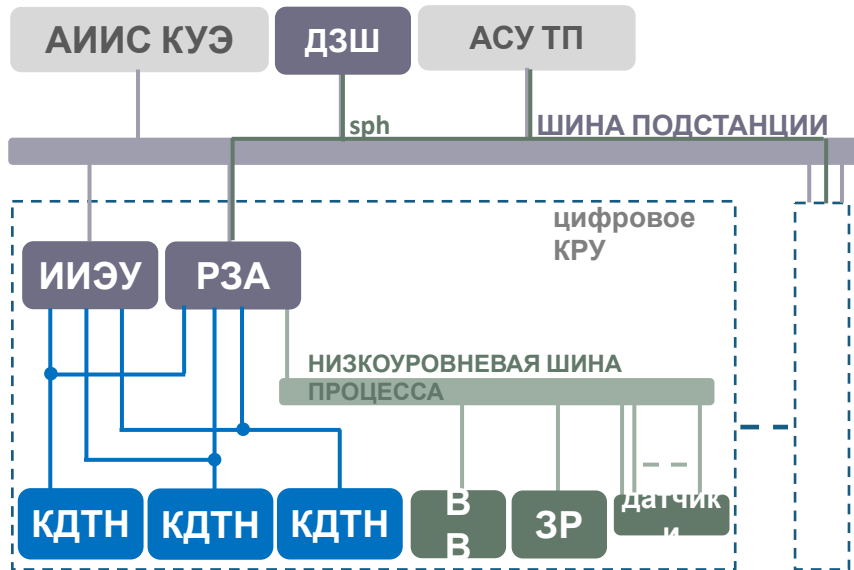 АИИС КУЭ
ДЗШ
АСУ ТП
sph
ШИНА ПОДСТАНЦИИ
цифровое
КРУ
ИИЭУ
РЗА
НИЗКОУРОВНЕВАЯ ШИНА
ПРОЦЕССА
КДТН
КДТН
КДТН
В
В
ЗР
датчик
и